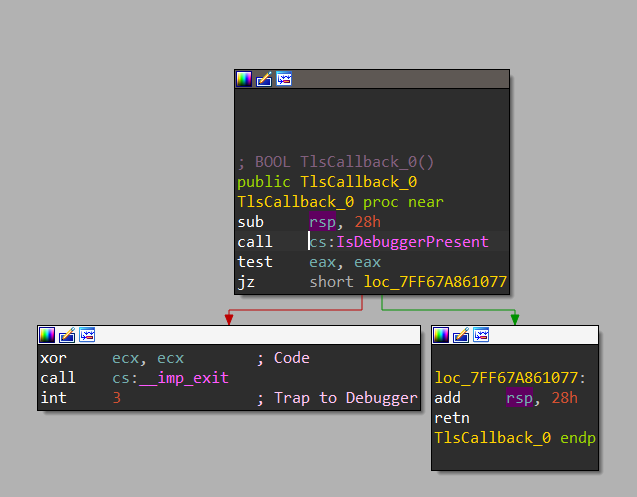 ; BOOL TlsCallback_0()
public TlsCallback_0
TlsCallback_0 proc near
sub rsp, 28h
call cs:IsDebuggerPresent
test eax, eax
jz short loc_7FF67A861077
xor ecx, ecx ; Code
call cs:__imp_exit
int 3 ; Trap to Debugger
loc_7FF67A861077:
add rsp, 28h
retn
TlsCallback_0 endp